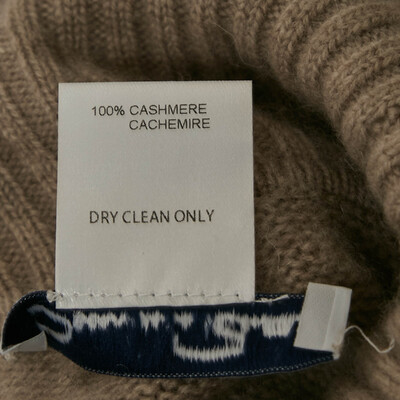 100% CASHMERE
CACHEMIRE
DRY CLEAN ONLY